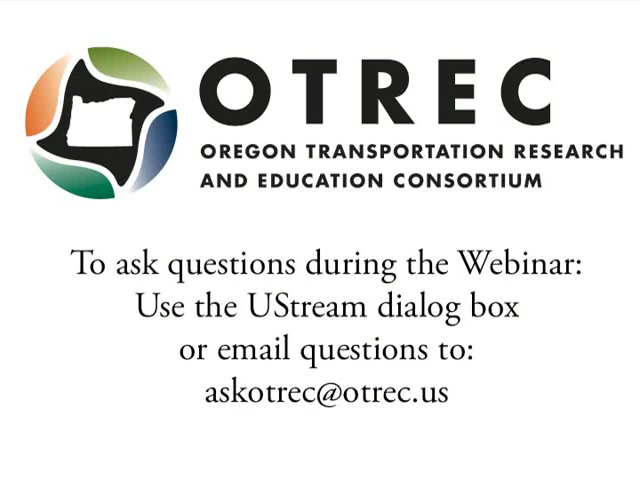 OTREC
OREGON TRANSPORTATION RESEARCH
AND EDUCATION CONSORTIUM
To ask questions during the Webinar:
Use the UStream dialog box
or email questions to:
askotrec@otrec.us